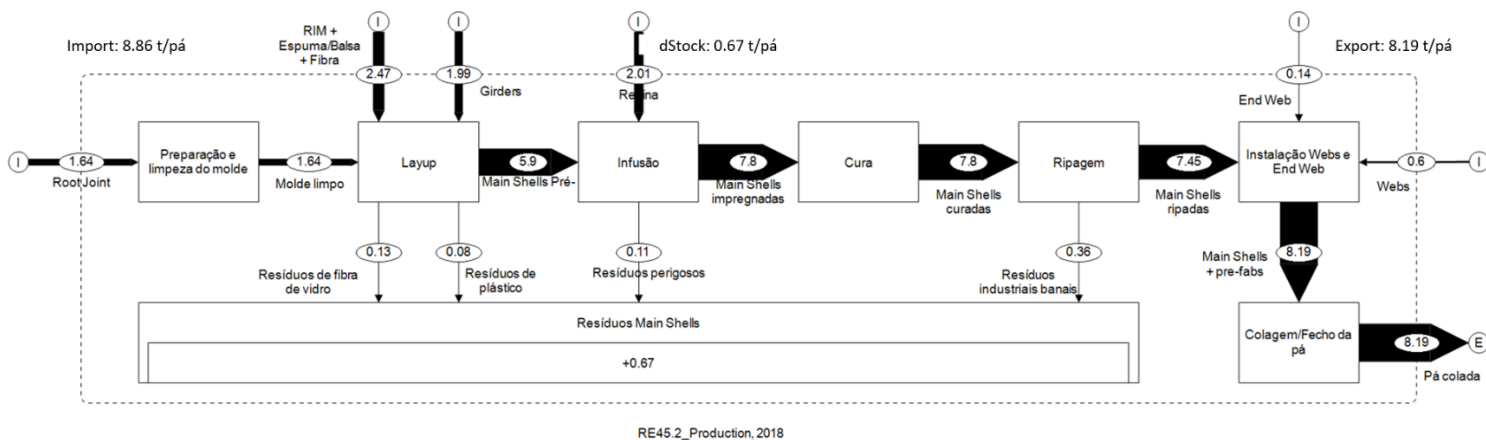 Import: 8.86 t/pá
RIM +
Espuma/Balsa
+ Fibra
I
I
I
dStock: 0.67 t/pá
I
Export: 8.19 t/pá
2.47
1.99
Girders
2.01
Resina
0.14
End Web
I
1.64
Root Joint
Preparação e
limpeza do molde
1.64
Molde limpo
Layup
5.9
Main Shells Pré-
Infusão
7.8
Main Shells
impregnadas
Cura
7.8
Main Shells
curadas
Ripagem
7.45
Main Shells
ripadas
Instalação Webs e
End Web
0.6
Webs
I
0.13
Resíduos de fibra
de vidro
0.08
Resíduos de
plástico
0.11
Resíduos perigosos
0.36
Resíduos
industriais banais
8.19
Main Shells
+ pre-fabs
Resíduos Main Shells
+0.67
Colagem/Fecho da
pá
8.19
E
Pá colada
RE45.2_Production, 2018